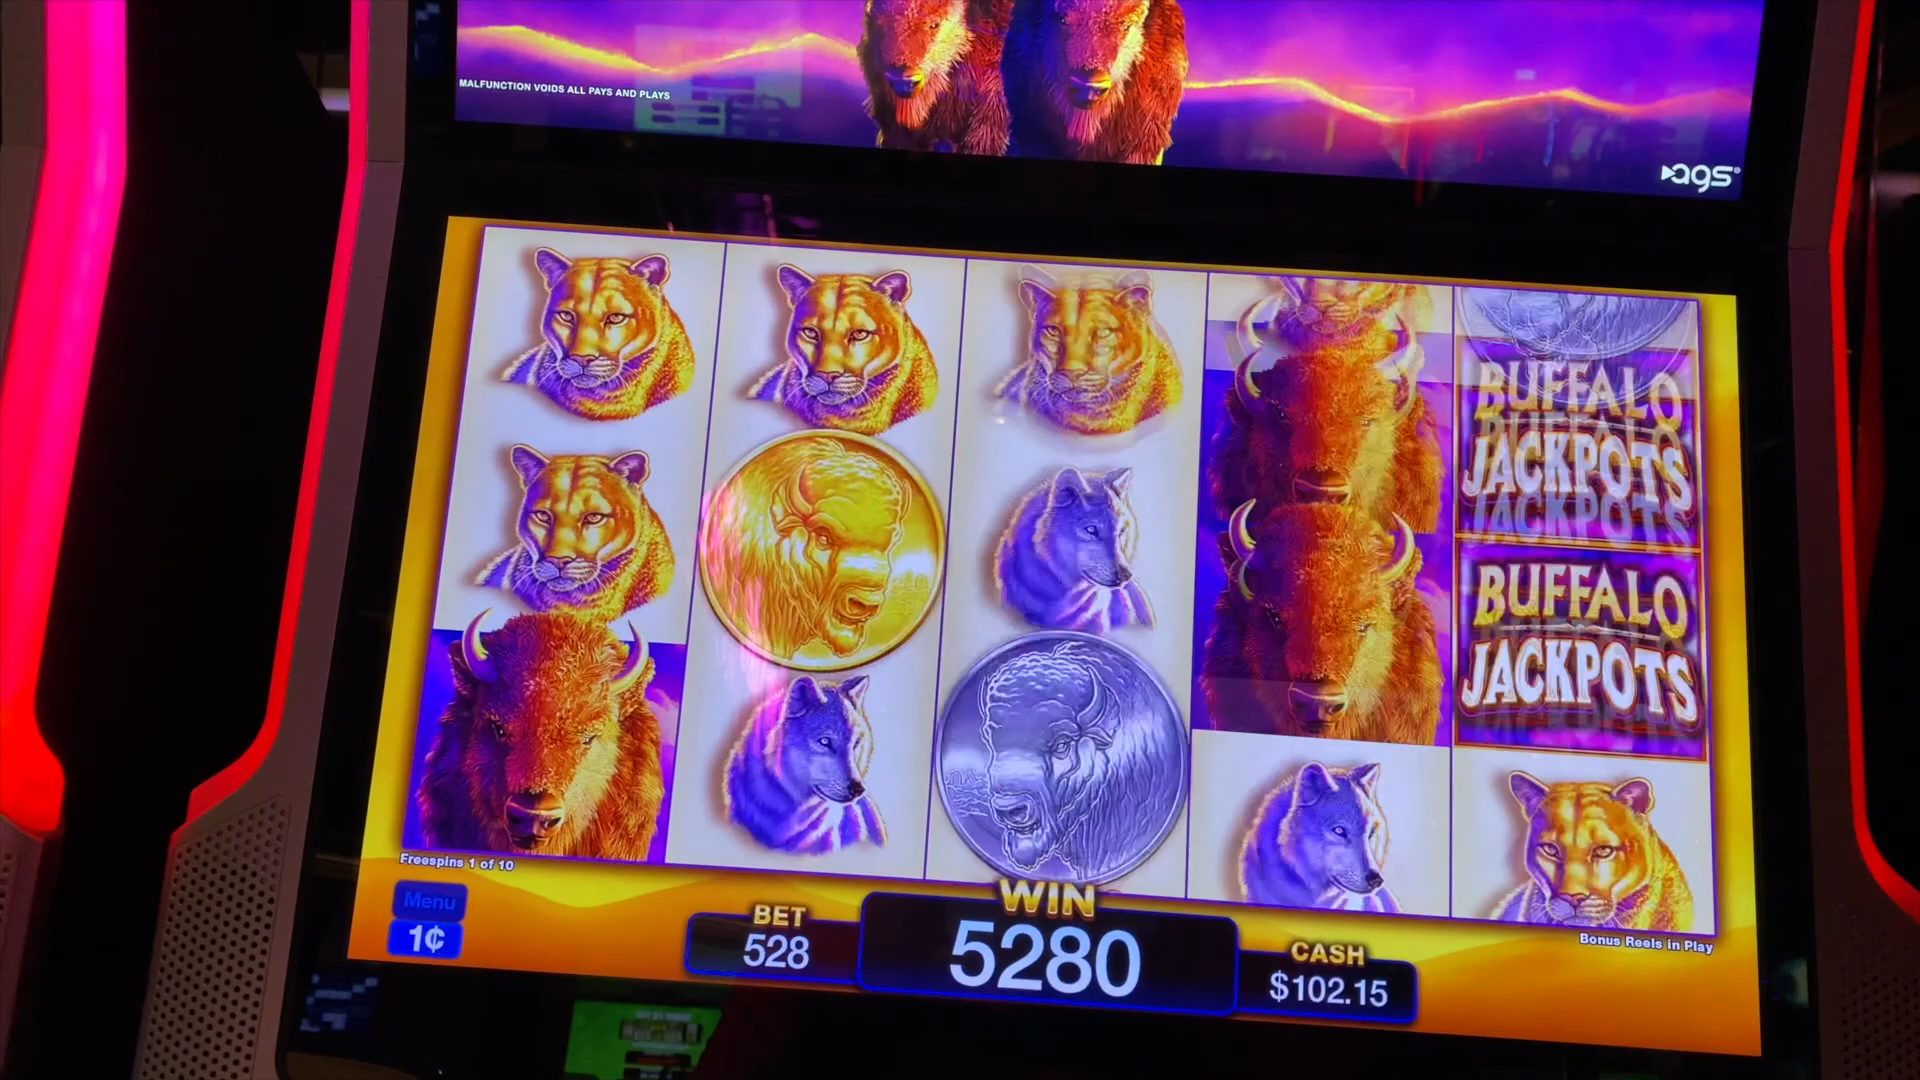 MALFUNCTION VOIDS ALL PAYS AND PLAYS
ags
BUFFALO
JACKPOTS
BUFFALO
JACKPOTS
Freespins 1 of 10
Menu
1¢
BET
528
WIN
5280
CASH
$102.15
Bonus Reels in Play